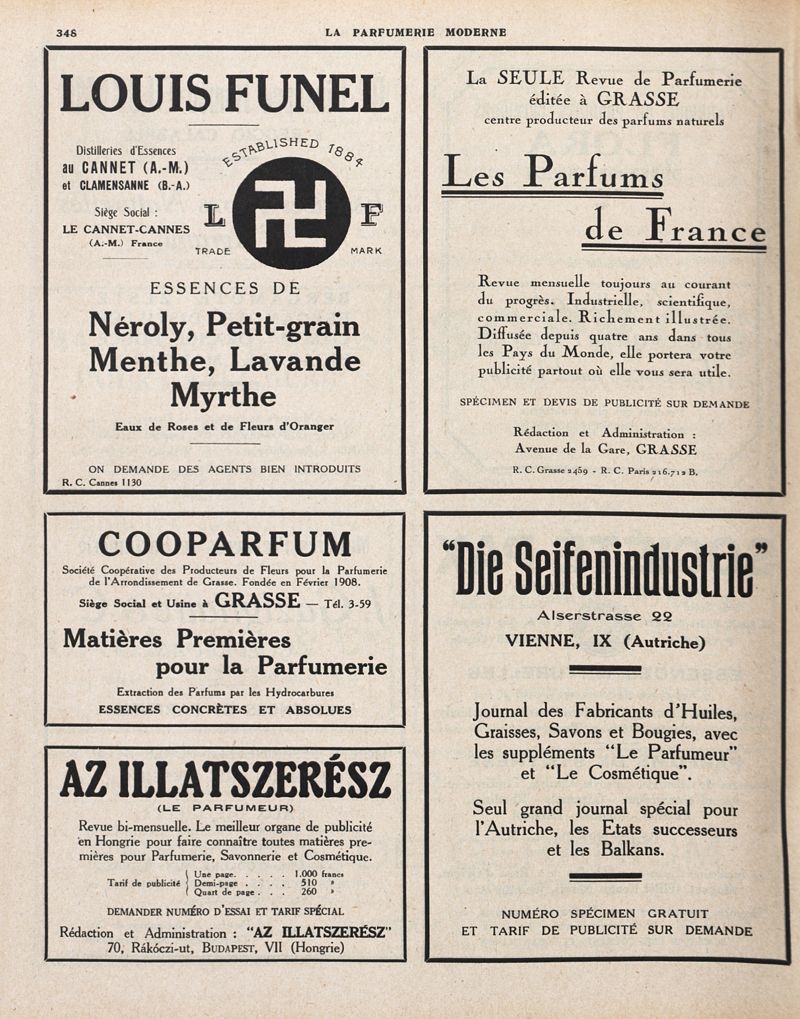 348
LA PARFUMERIE MODERNE
LOUIS FUNEL
Distilleries d'Essences
au CANNET (A.-M.)
et CLAMENSANNE (B.-A.)
Siège Social :
LE CANNET-CANNES
(A.-M.) France
ESTABLISHED 1884
L F
TRADE MARK
ESSENCES DE
Néroly, Petit-grain
Menthe, Lavande
Myrthe
Eaux de Roses et de Fleurs d'Oranger
ON DEMANDE DES AGENTS BIEN INTRODUITS
R. C. Cannes 1130
La SEULE Revue de Parfumerie
éditée à GRASSE
centre producteur des parfums naturels
Les Parfums
de France
Revue mensuelle toujours au courant
du progrès. Industrielle, scientifique,
commerciale. Richement illustrée.
Diffusée depuis quatre ans dans tous
les Pays du Monde, elle portera votre
publicité partout où elle vous sera utile.
SPÉCIMEN ET DEVIS DE PUBLICITÉ SUR DEMANDE
Rédaction et Administration :
Avenue de la Gare, GRASSE
R. C. Grasse 2459 - R. C. Paris 216.712 B.
COOPARFUM
Société Coopérative des Producteurs de Fleurs pour la Parfumerie
de l'Arrondissement de Grasse. Fondée en Février 1908.
Siège Social et Usine à GRASSE — Tél. 3-59
Matières Premières
pour la Parfumerie
Extraction des Parfums par les Hydrocarbures
ESSENCES CONCRÈTES ET ABSOLUES
AZ ILLATSZERÉSZ
(LE PARFUMEUR)
Revue bi-mensuelle. Le meilleur organe de publicité
en Hongrie pour faire connaître toutes matières pre-
mières pour Parfumerie, Savonnerie et Cosmétique.
Tarif de publicité
Une page. . . . . 1.000 francs
Demi-page . . . . 510 »
Quart de page . . . 260 »
DEMANDER NUMÉRO D'ESSAI ET TARIF SPÉCIAL
Rédaction et Administration : "AZ ILLATSZERÉSZ"
70, Rákóczi-ut, BUDAPEST, VII (Hongrie)
"Die Seifenindustrie"
Alserstrasse 22
VIENNE, IX (Autriche)
Journal des Fabricants d'Huiles,
Graisses, Savons et Bougies, avec
les suppléments "Le Parfumeur"
et "Le Cosmétique".
Seul grand journal spécial pour
l'Autriche, les Etats successeurs
et les Balkans.
NUMÉRO SPÉCIMEN GRATUIT
ET TARIF DE PUBLICITÉ SUR DEMANDE